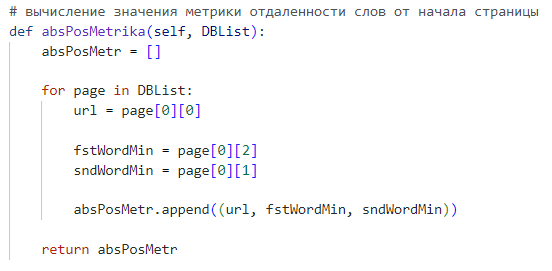 # вычисление значения метрики отдаленности слов от начала страницы
def absPosMetrika(self, DBList):
    absPosMetr = []
    for page in DBList:
        url = page[0][0]
        fstWordMin = page[0][2]
        sndWordMin = page[0][1]
        absPosMetr.append((url, fstWordMin, sndWordMin))
    return absPosMetr